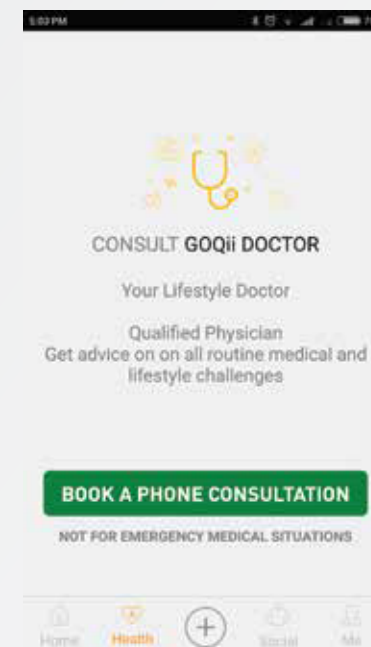 5:02 PM
CONSULT GOQii DOCTOR
Your Lifestyle Doctor
Qualified Physician
Get advice on on all routine medical and
lifestyle challenges
BOOK A PHONE CONSULTATION
NOT FOR EMERGENCY MEDICAL SITUATIONS
Home Health Social Me